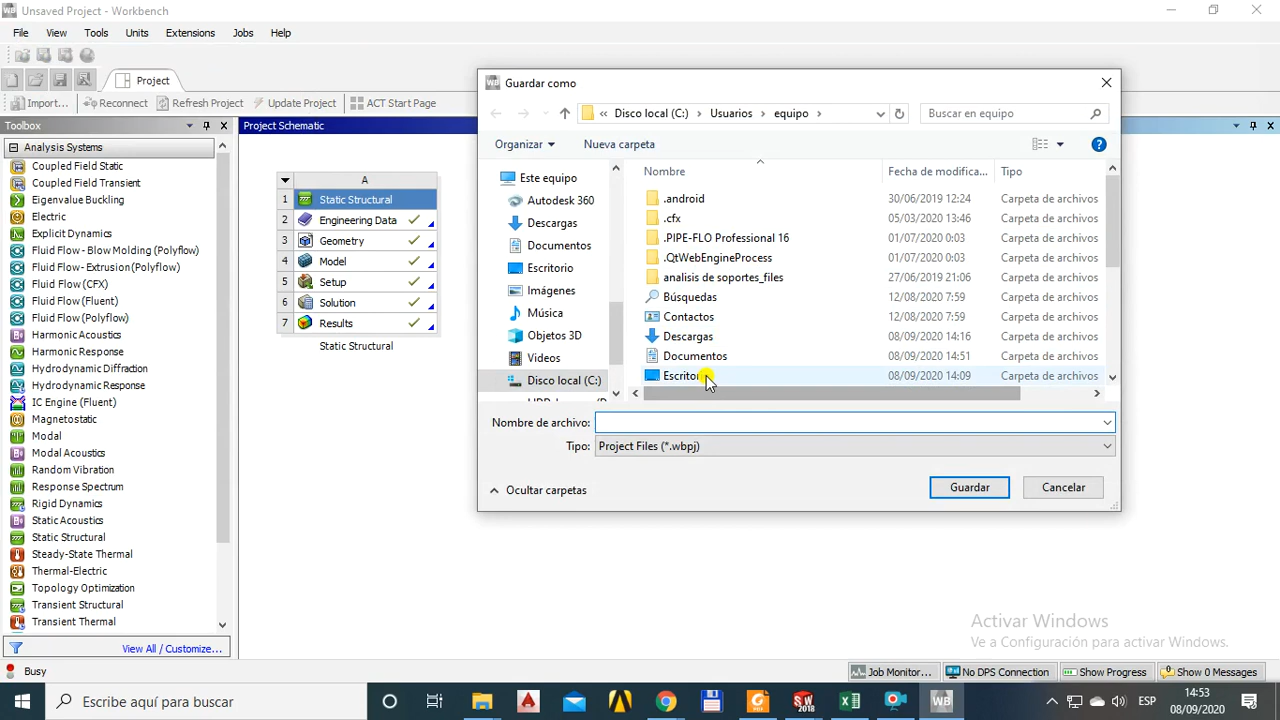 Unsaved Project - Workbench
File View Tools Units Extensions Jobs Help
Project
Import... Reconnect Refresh Project Update Project ACT Start Page
Toolbox
Analysis Systems
Coupled Field Static
Coupled Field Transient
Eigenvalue Buckling
Electric
Explicit Dynamics
Fluid Flow - Blow Molding (Polyflow)
Fluid Flow - Extrusion (Polyflow)
Fluid Flow (CFX)
Fluid Flow (Fluent)
Fluid Flow (Polyflow)
Harmonic Acoustics
Harmonic Response
Hydrodynamic Diffraction
Hydrodynamic Response
IC Engine (Fluent)
Magnetostatic
Modal
Modal Acoustics
Random Vibration
Response Spectrum
Rigid Dynamics
Static Acoustics
Static Structural
Steady-State Thermal
Thermal-Electric
Topology Optimization
Transient Structural
Transient Thermal
View All / Customize...
Project Schematic
A
1 Static Structural
2 Engineering Data
3 Geometry
4 Model
5 Setup
6 Solution
7 Results
Static Structural
Guardar como
« Disco local (C:) > Usuarios > equipo >
Buscar en equipo
Organizar Nueva carpeta
Este equipo
Autodesk 360
Descargas
Documentos
Escritorio
Imágenes
Música
Objetos 3D
Videos
Disco local (C:)
Nombre Fecha de modifica... Tipo
.android 30/06/2019 12:24 Carpeta de archivos
.cfx 05/03/2020 13:46 Carpeta de archivos
.PIPE-FLO Professional 16 01/07/2020 0:03 Carpeta de archivos
.QtWebEngineProcess 01/07/2020 0:03 Carpeta de archivos
analisis de soportes_files 27/06/2019 21:06 Carpeta de archivos
Búsquedas 12/08/2020 7:59 Carpeta de archivos
Contactos 12/08/2020 7:59 Carpeta de archivos
Descargas 08/09/2020 14:16 Carpeta de archivos
Documentos 08/09/2020 14:51 Carpeta de archivos
Escritorio 08/09/2020 14:09 Carpeta de archivos
Nombre de archivo:
Tipo: Project Files (*.wbpj)
Ocultar carpetas
Guardar Cancelar
Activar Windows
Ve a Configuración para activar Windows.
Busy
Job Monitor... No DPS Connection Show Progress Show 0 Messages
Escribe aquí para buscar
ESP
14:53
08/09/2020